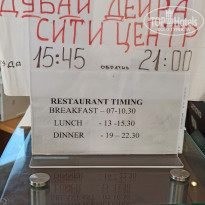 ДУБАЙ ДЕЙРА
СИТИ ЦЕНТР
15:45 ОБРАТНО 21:00
RESTAURANT TIMING
BREAKFAST – 07-10.30
LUNCH - 13 -15.30
DINNER - 19 – 22.30